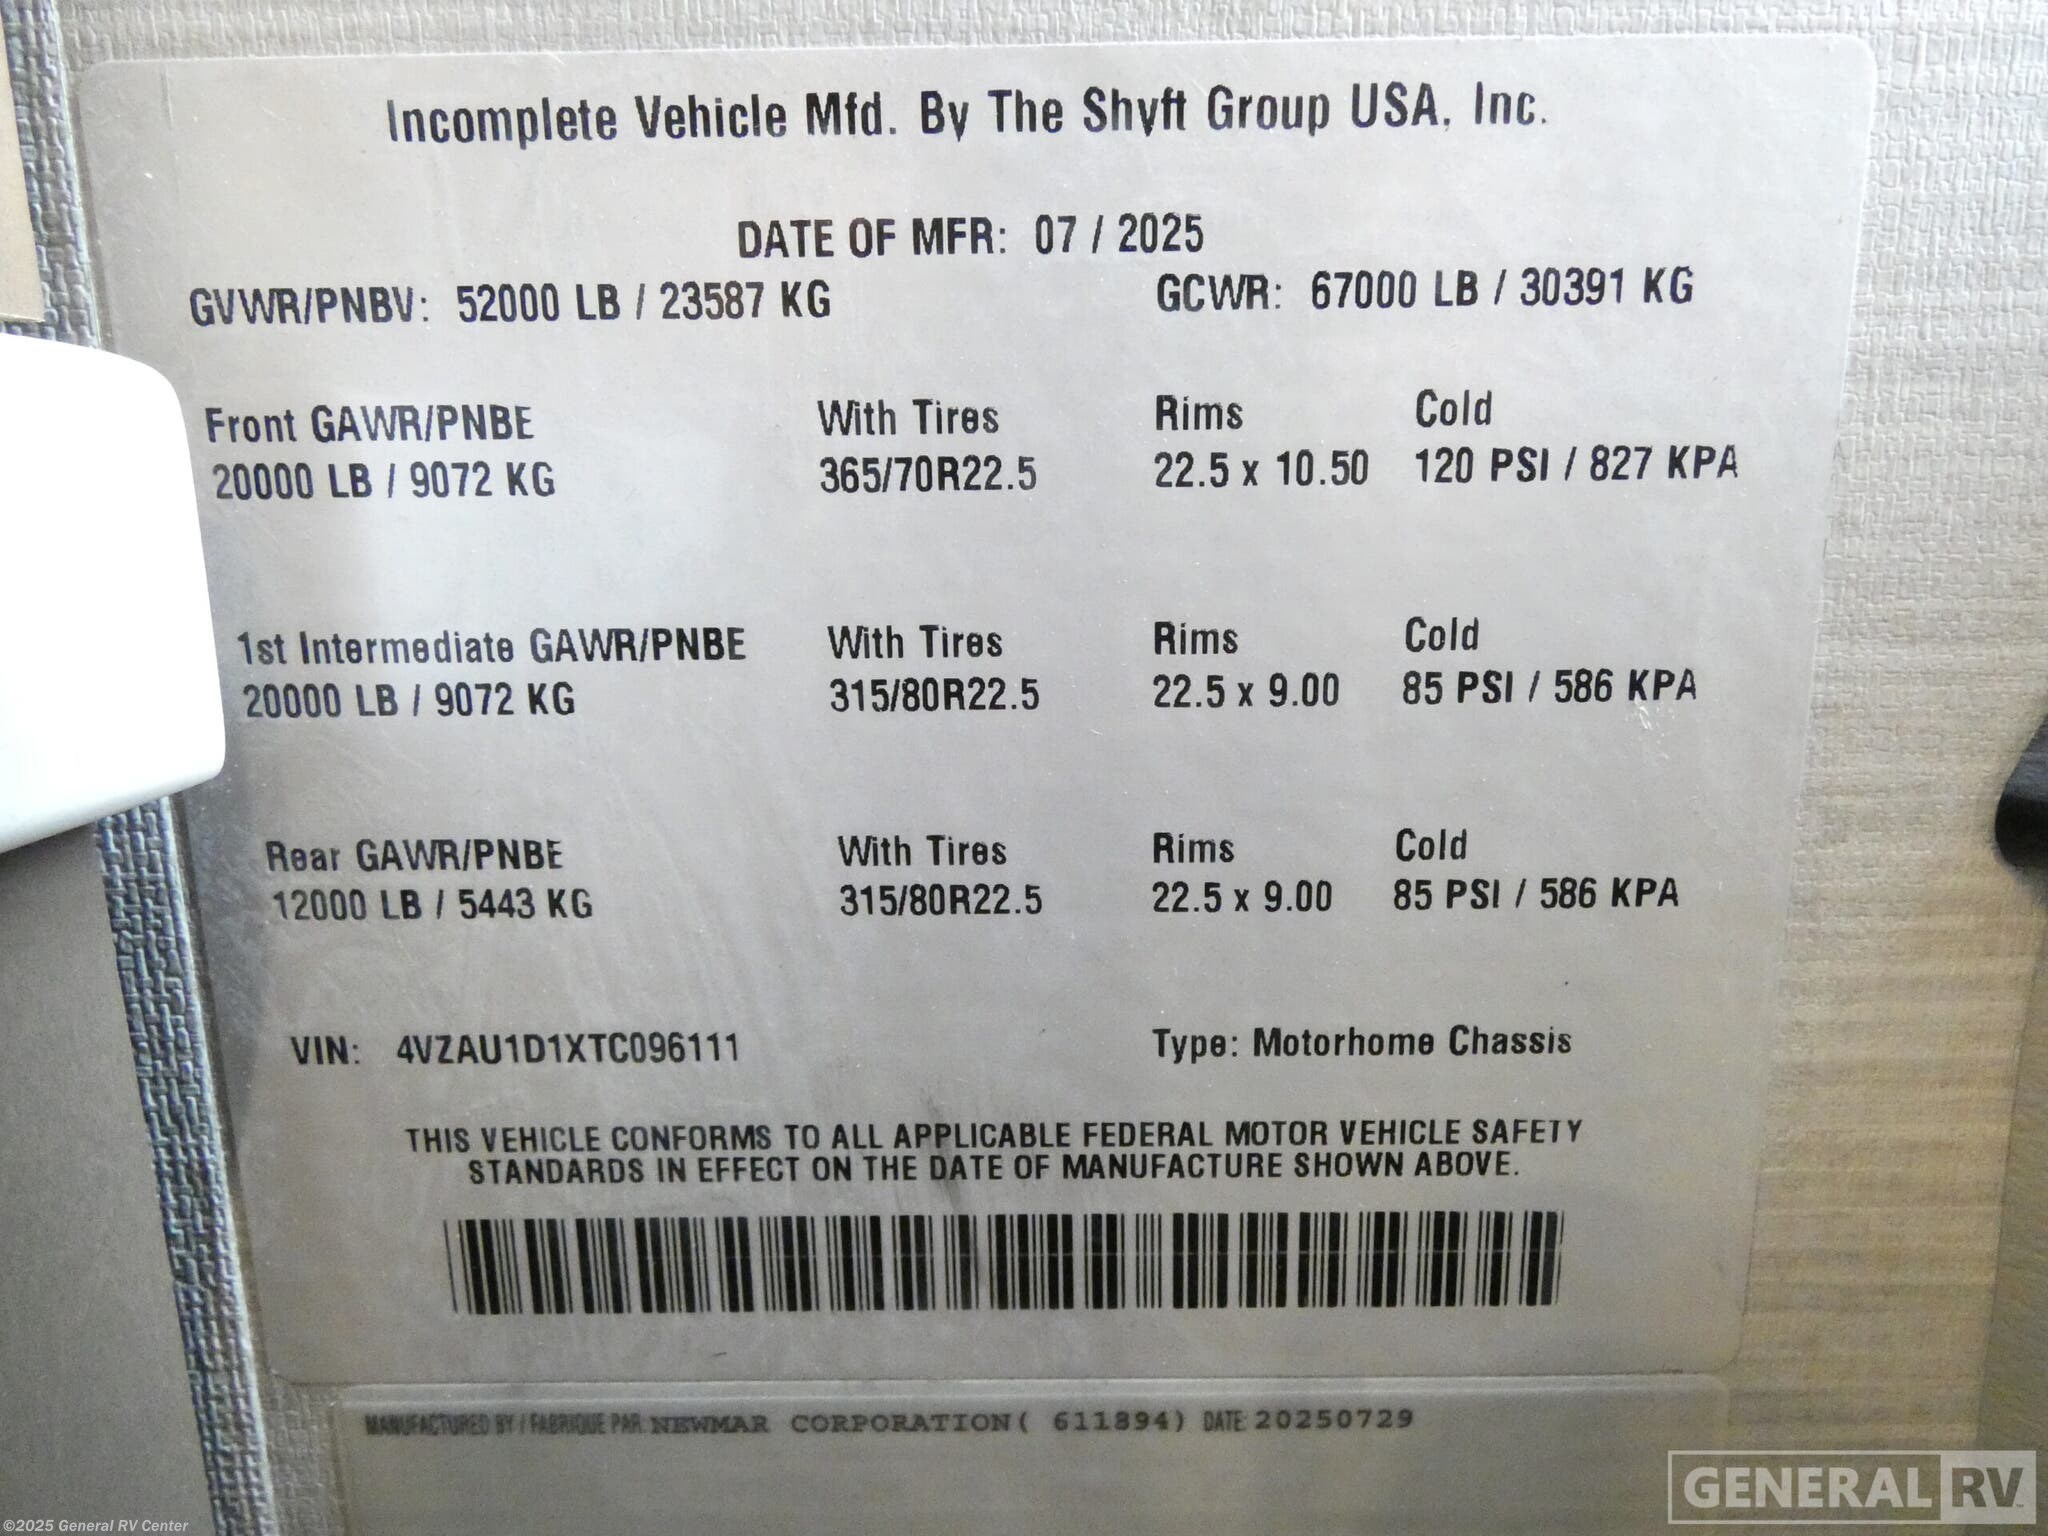 Incomplete Vehicle Mfd. By The Shyft Group USA, Inc.
DATE OF MFR: 07 / 2025
GVWR/PNBV: 52000 LB / 23587 KG GCWR: 67000 LB / 30391 KG
Front GAWR/PNBE With Tires Rims Cold
20000 LB / 9072 KG 365/70R22.5 22.5 x 10.50 120 PSI / 827 KPA
1st Intermediate GAWR/PNBE With Tires Rims Cold
20000 LB / 9072 KG 315/80R22.5 22.5 x 9.00 85 PSI / 586 KPA
Rear GAWR/PNBE With Tires Rims Cold
12000 LB / 5443 KG 315/80R22.5 22.5 x 9.00 85 PSI / 586 KPA
VIN: 4VZAU1D1XTC096111 Type: Motorhome Chassis
THIS VEHICLE CONFORMS TO ALL APPLICABLE FEDERAL MOTOR VEHICLE SAFETY
STANDARDS IN EFFECT ON THE DATE OF MANUFACTURE SHOWN ABOVE.
MANUFACTURED BY / FABRIQUE PAR: NEWMAR CORPORATION( 611894) DATE: 20250729
GENERAL RV
©2025 General RV Center